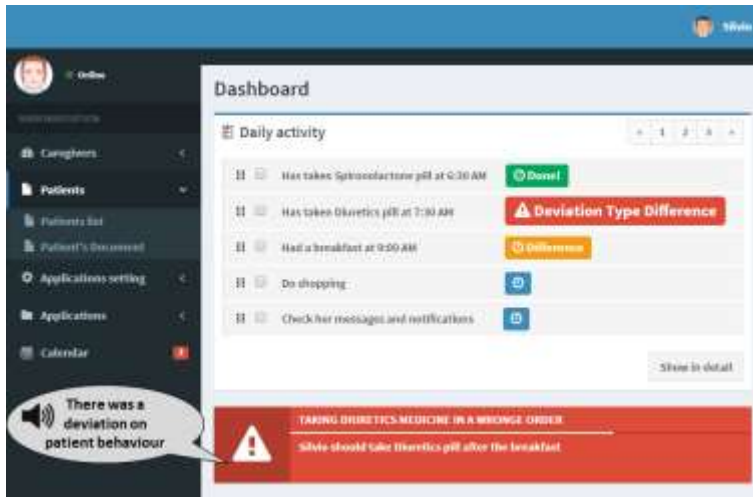 Silvio
Online
Dashboard
Daily activity
« 1 2 3 »
Caregivers
Has taken Spironolactone pill at 6:30 AM
Done!
Patients
Has taken Diuretics pill at 7:30 AM
Deviation Type Difference
Patients list
Patient's Document
Had a breakfast at 9:00 AM
Difference
Applications setting
Do shopping
Applications
Check her messages and notifications
Calendar
Show in detail
There was a
deviation on
patient behaviour
TAKING DIURETICS MEDICINE IN A WRONGE ORDER
Silvio should take Diuretics pill after the breakfast